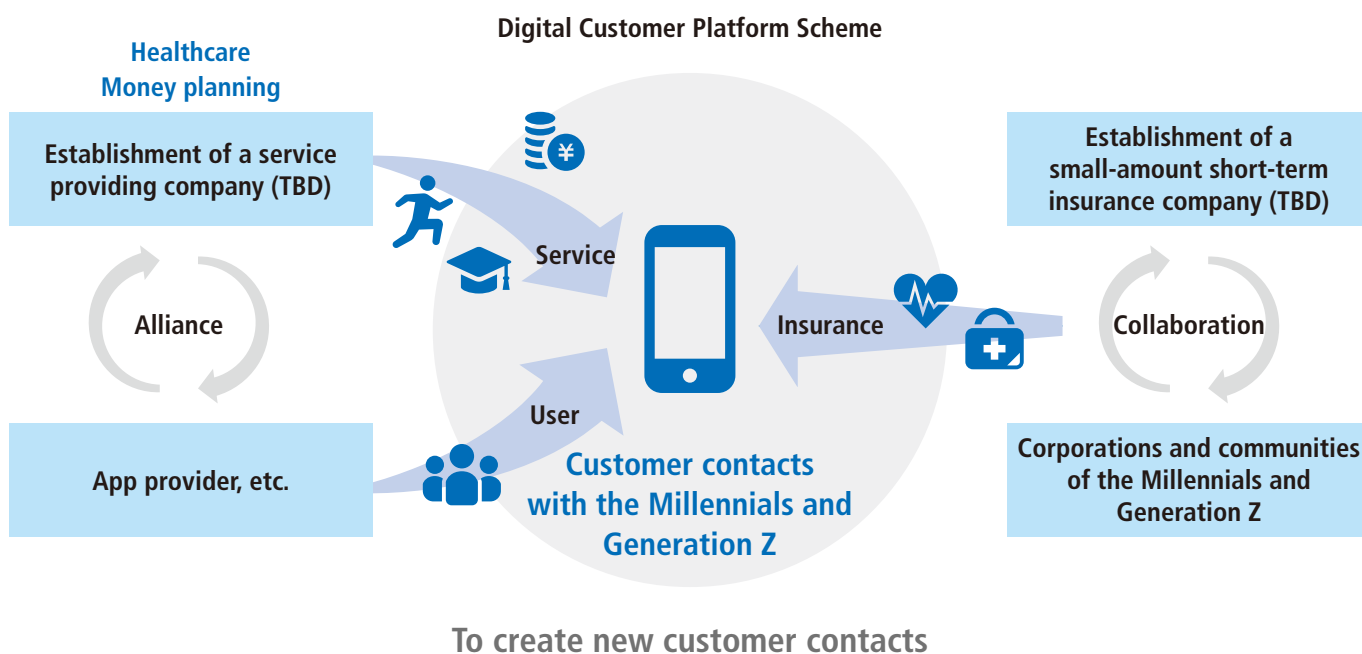 Digital Customer Platform Scheme
Healthcare
Money planning
Establishment of a service
providing company (TBD)
Alliance
App provider, etc.
¥
Service
User
Insurance
Customer contacts
with the Millennials and
Generation Z
Establishment of a
small-amount short-term
insurance company (TBD)
Collaboration
Corporations and communities
of the Millennials and
Generation Z
To create new customer contacts